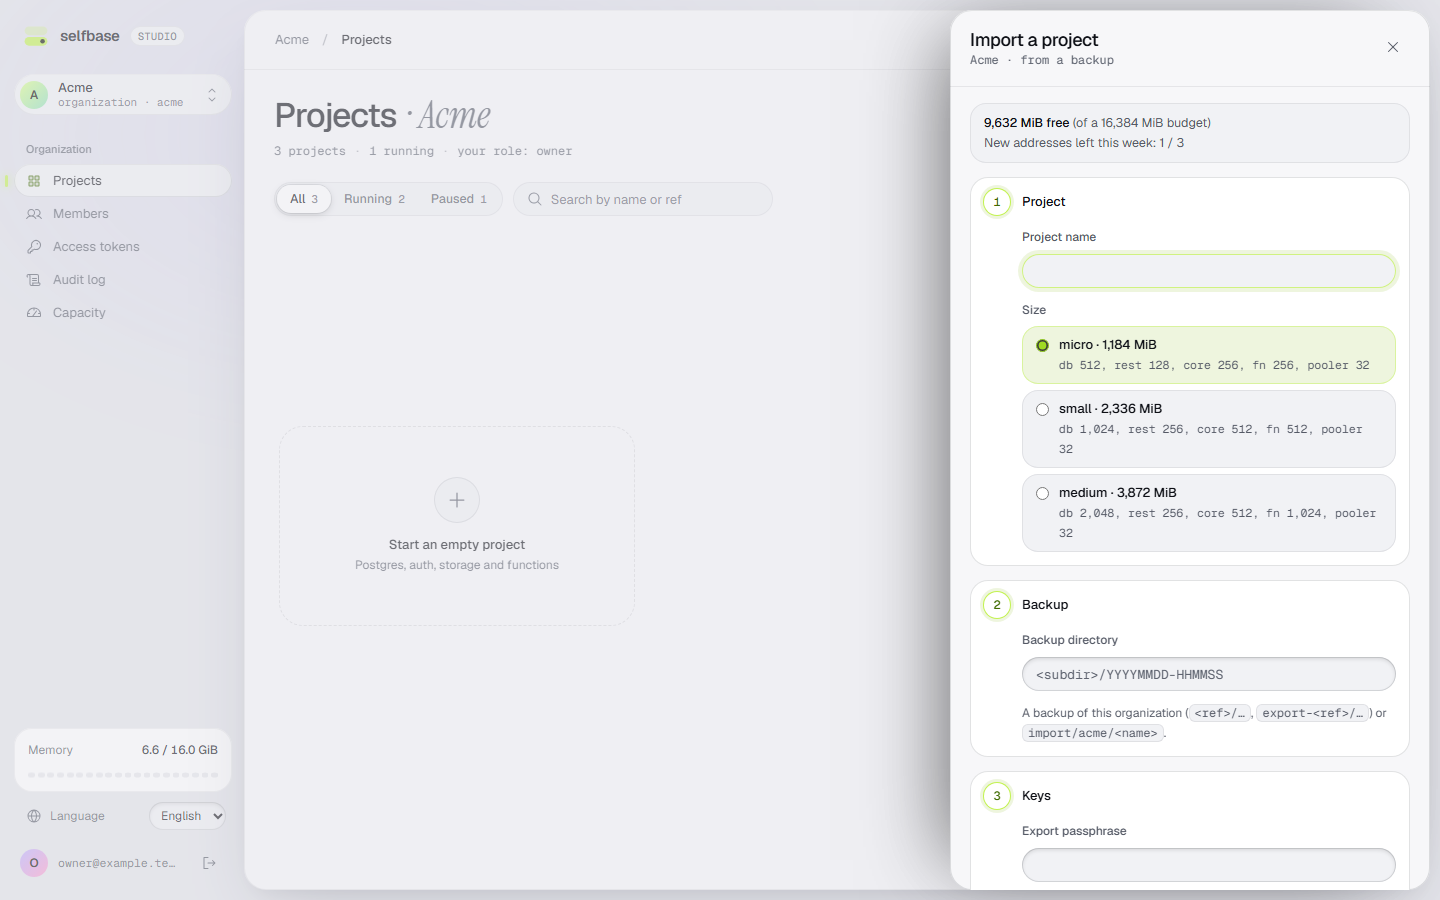 selfbase STUDIO
A Acme
organization · acme
Organization
Projects
Members
Access tokens
Audit log
Capacity
Memory 6.6 / 16.0 GiB
Language English
O owner@example.te…
Acme / Projects
Projects · Acme
3 projects · 1 running · your role: owner
All 3 Running 2 Paused 1 Search by name or ref
Start an empty project
Postgres, auth, storage and functions
Import a project
Acme · from a backup
9,632 MiB free (of a 16,384 MiB budget)
New addresses left this week: 1 / 3
1 Project
Project name
Size
micro · 1,184 MiB
db 512, rest 128, core 256, fn 256, pooler 32
small · 2,336 MiB
db 1,024, rest 256, core 512, fn 512, pooler
32
medium · 3,872 MiB
db 2,048, rest 256, core 512, fn 1,024, pooler
32
2 Backup
Backup directory
<subdir>/YYYYMMDD-HHMMSS
A backup of this organization (<ref>/…, export-<ref>/…) or
import/acme/<name>.
3 Keys
Export passphrase